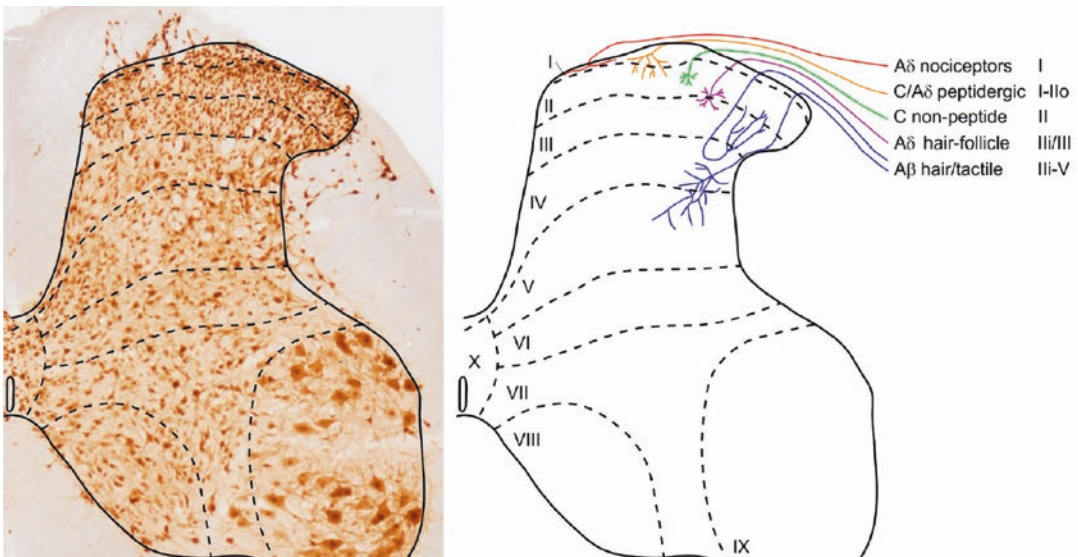 I
II
III
IV
V
VI
X
VII
VIII
IX
Aδ nociceptors I
C/Aδ peptidergic I-IIo
C non-peptide II
Aδ hair-follicle IIi/III
Aβ hair/tactile IIi-V